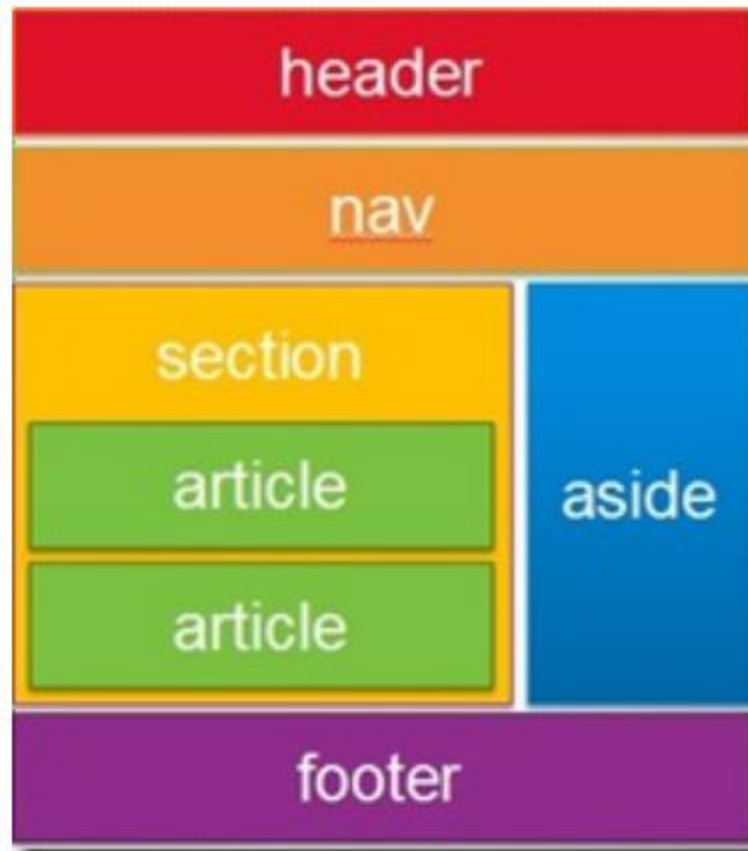 header
nav
section
article
aside
article
footer